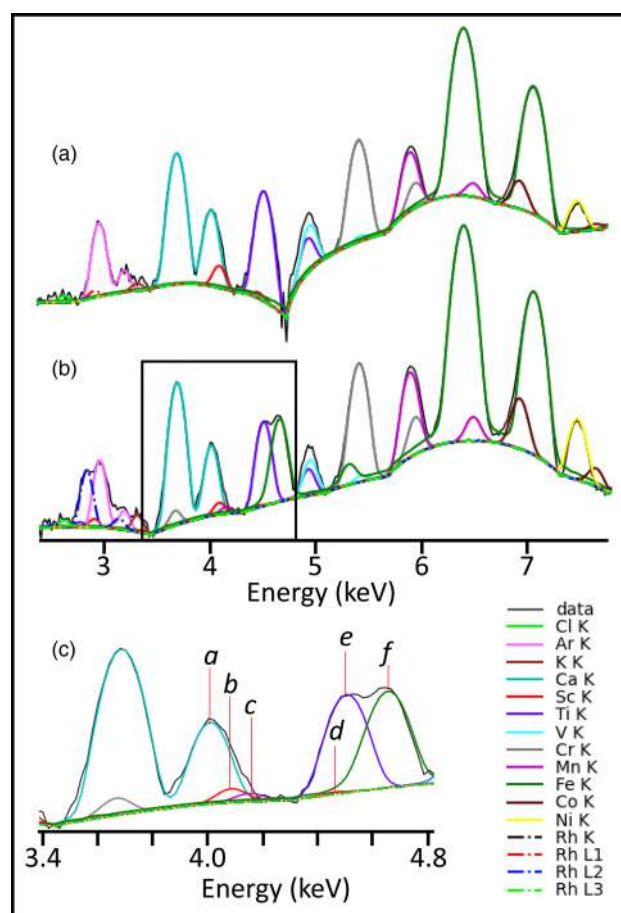 (a)
(b)
3 4 5 6 7
Energy (keV)
(c)
a
b
c
d
e
f
3.4 4.0 4.8
Energy (keV)
data
Cl K
Ar K
K K
Ca K
Sc K
Ti K
V K
Cr K
Mn K
Fe K
Co K
Ni K
Rh K
Rh L1
Rh L2
Rh L3